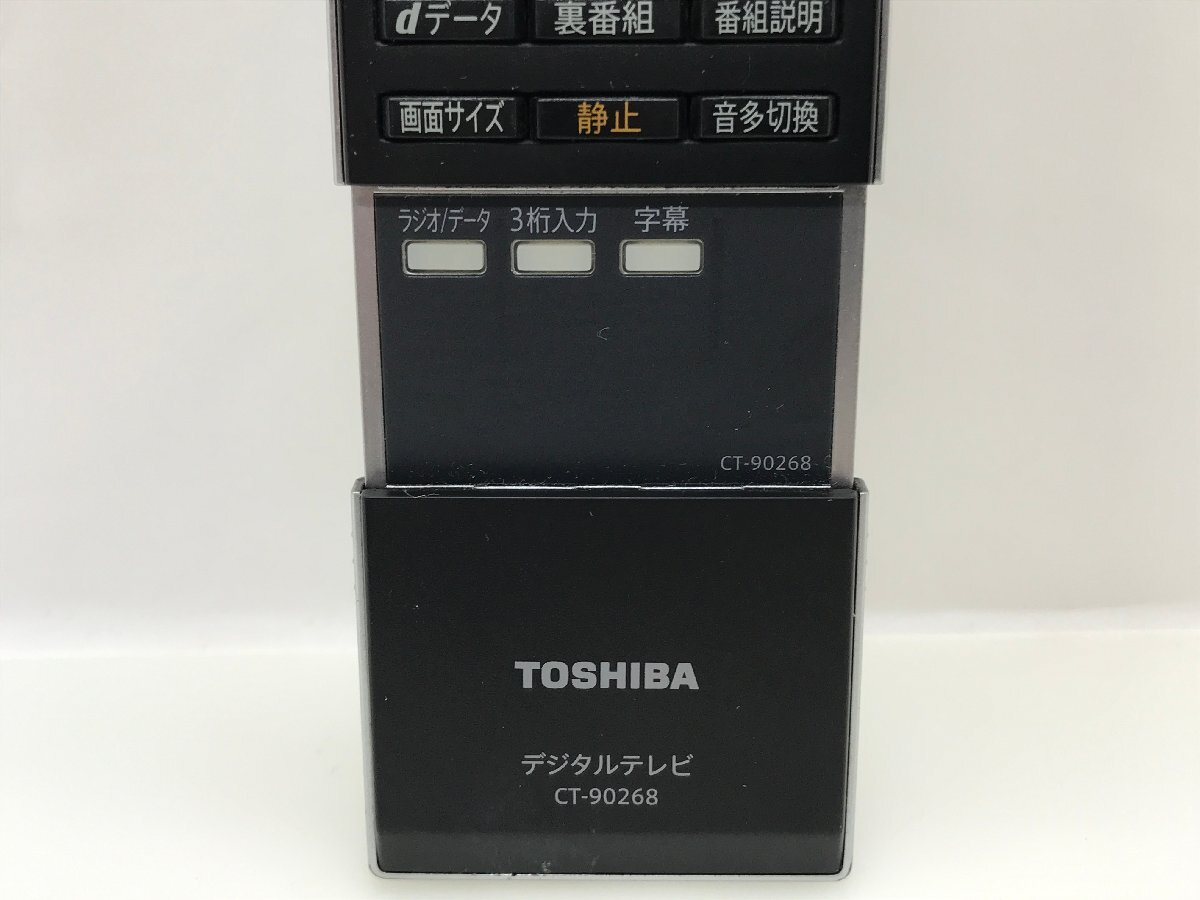 dデータ 裏番組 番組説明
画面サイズ 静止 音多切換
ラジオ/データ 3桁入力 字幕
CT-90268
TOSHIBA
デジタルテレビ
CT-90268